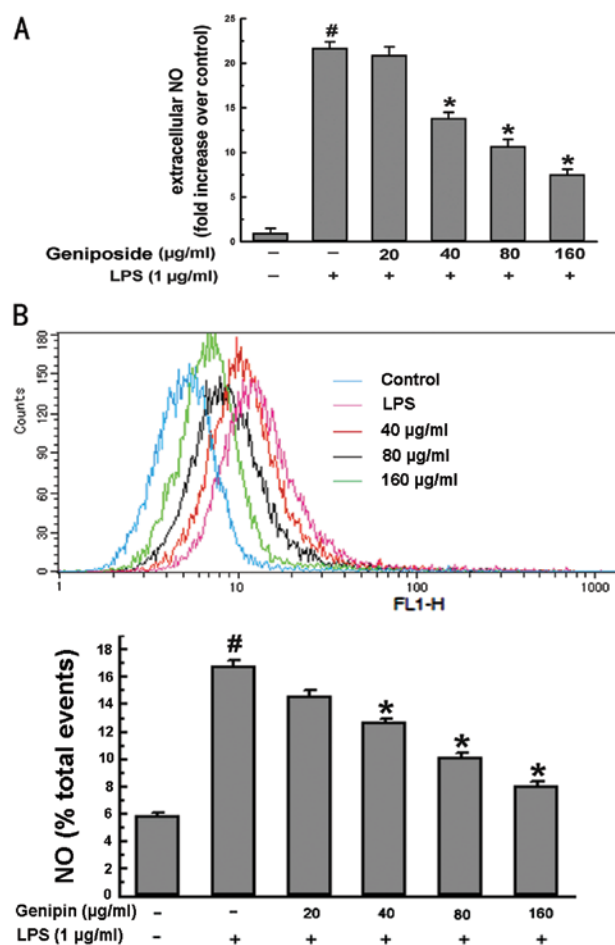 A
extracellular NO
(fold increase over control)
25
20
15
10
5
0
#
*
*
*
Geniposide (µg/ml) – – 20 40 80 160
LPS (1 µg/ml) – + + + + +
B
Counts
180
150
120
90
60
30
0
Control
LPS
40 µg/ml
80 µg/ml
160 µg/ml
1 10 100 1000
FL1-H
NO (% total events)
18
16
14
12
10
8
6
4
2
0
#
*
*
*
Genipin (µg/ml) - - 20 40 80 160
LPS (1 µg/ml) - + + + + +